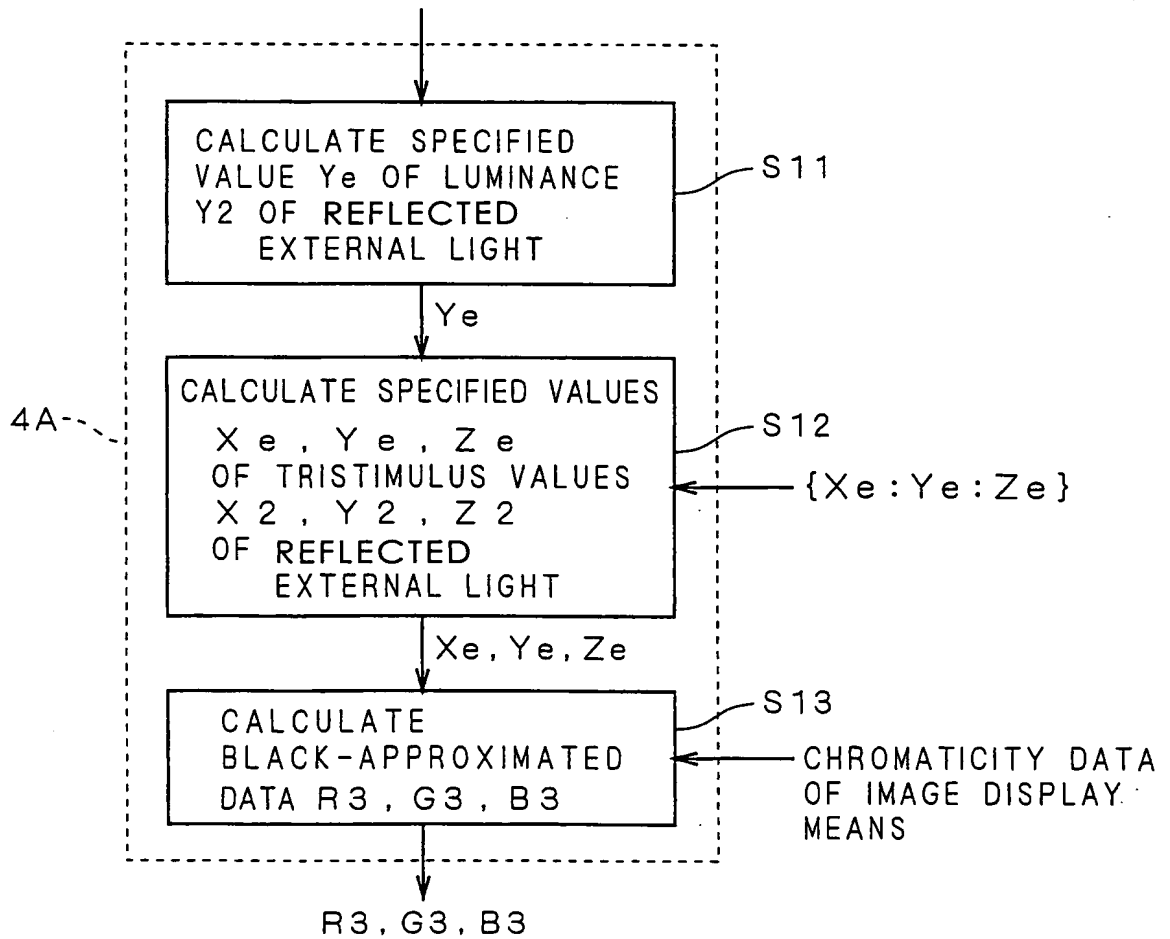 CALCULATE SPECIFIED
VALUE Ye OF LUMINANCE
Y2 OF REFLECTED
EXTERNAL LIGHT
S11
Ye
CALCULATE SPECIFIED VALUES
Xe, Ye, Ze
OF TRISTIMULUS VALUES
X2, Y2, Z2
OF REFLECTED
EXTERNAL LIGHT
4A
S12
{Xe:Ye:Ze}
Xe, Ye, Ze
CALCULATE
BLACK-APPROXIMATED
DATA R3, G3, B3
S13
CHROMATICITY DATA
OF IMAGE DISPLAY
MEANS
R3, G3, B3